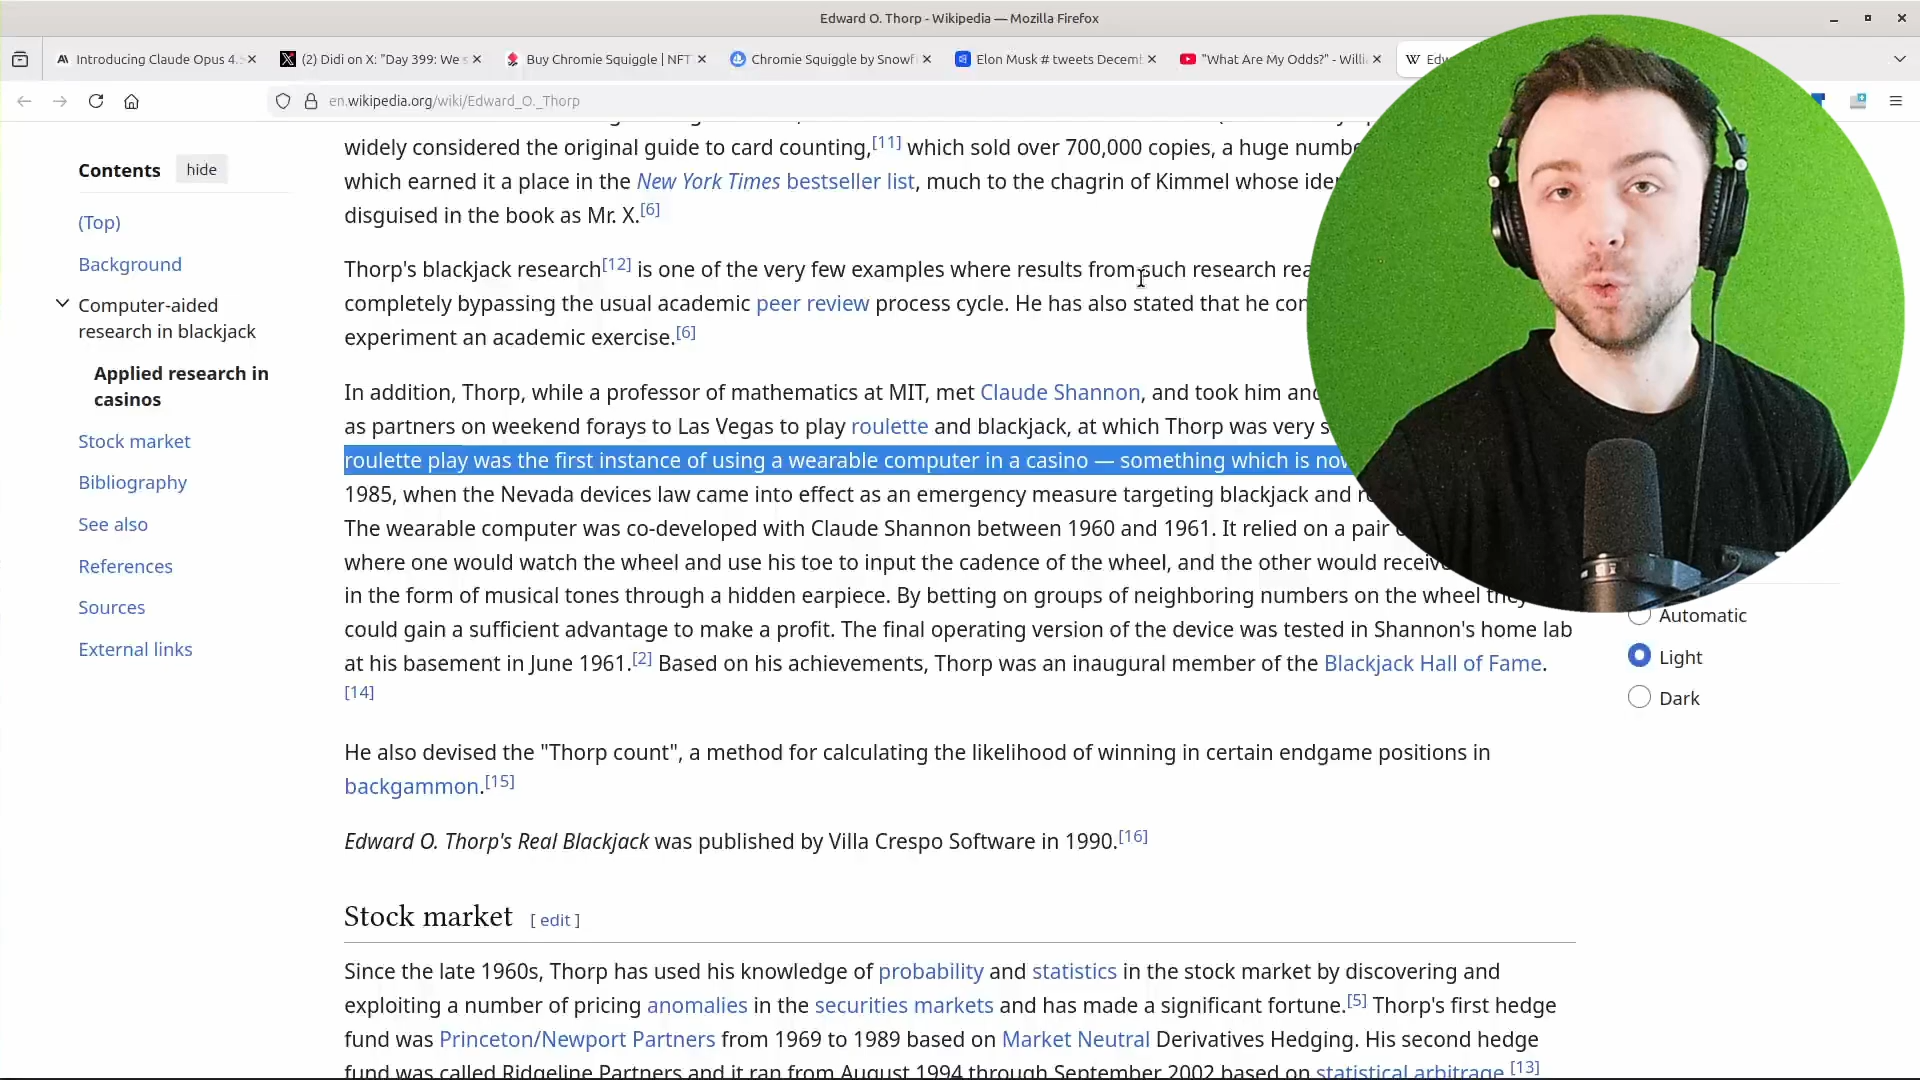 Edward O. Thorp - Wikipedia — Mozilla Firefox
Introducing Claude Opus 4.
(2) Didi on X: "Day 399: We s
Buy Chromie Squiggle | NFT
Chromie Squiggle by Snowf
Elon Musk # tweets Decem
"What Are My Odds?" - Willi
en.wikipedia.org/wiki/Edward_O._Thorp
Contents hide
(Top)
Background
Computer-aided
research in blackjack
Applied research in
casinos
Stock market
Bibliography
See also
References
Sources
External links
widely considered the original guide to card counting,[11] which sold over 700,000 copies, a huge
which earned it a place in the New York Times bestseller list, much to the chagrin of Kimmel whose
disguised in the book as Mr. X.[6]
Thorp's blackjack research[12] is one of the very few examples where results from such research
completely bypassing the usual academic peer review process cycle. He has also stated that he
experiment an academic exercise.[6]
In addition, Thorp, while a professor of mathematics at MIT, met Claude Shannon, and took him
as partners on weekend forays to Las Vegas to play roulette and blackjack, at which Thorp was very
roulette play was the first instance of using a wearable computer in a casino — something which is
1985, when the Nevada devices law came into effect as an emergency measure targeting blackjack and
The wearable computer was co-developed with Claude Shannon between 1960 and 1961. It relied on a pair
where one would watch the wheel and use his toe to input the cadence of the wheel, and the other would
in the form of musical tones through a hidden earpiece. By betting on groups of neighboring numbers on the wheel they
could gain a sufficient advantage to make a profit. The final operating version of the device was tested in Shannon's home lab
at his basement in June 1961.[2] Based on his achievements, Thorp was an inaugural member of the Blackjack Hall of Fame.
[14]
He also devised the "Thorp count", a method for calculating the likelihood of winning in certain endgame positions in
backgammon.[15]
Edward O. Thorp's Real Blackjack was published by Villa Crespo Software in 1990.[16]
Stock market [ edit ]
Since the late 1960s, Thorp has used his knowledge of probability and statistics in the stock market by discovering and
exploiting a number of pricing anomalies in the securities markets and has made a significant fortune.[5] Thorp's first hedge
fund was Princeton/Newport Partners from 1969 to 1989 based on Market Neutral Derivatives Hedging. His second hedge
fund was called Ridgeline Partners and it ran from August 1994 through September 2002 based on statistical arbitrage.[13]
Automatic
Light
Dark